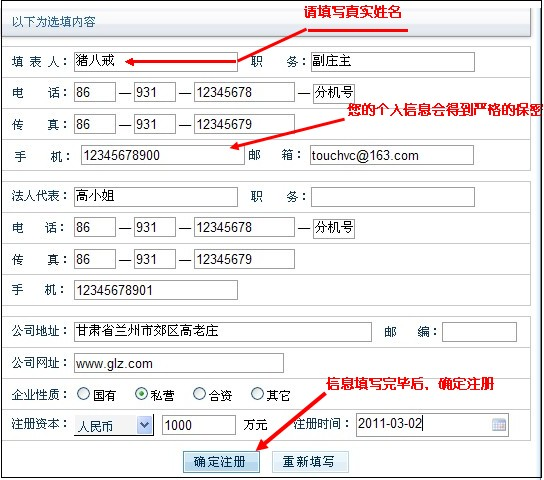 以下为选填内容
请填写真实姓名
填 表 人： 猪八戒 职 务： 副庄主
电 话： 86 — 931 — 12345678 — 分机号
传 真： 86 — 931 — 12345679
您的个人信息会得到严格的保密
手 机： 12345678900 邮 箱： touchvc@163.com
法人代表： 高小姐 职 务：
电 话： 86 — 931 — 12345678 — 分机号
传 真： 86 — 931 — 12345679
手 机： 12345678901
公司地址： 甘肃省兰州市郊区高老庄 邮 编：
公司网址： www.glz.com
企业性质： 国有 私营 合资 其它
信息填写完毕后、确定注册
注册资本： 人民币 1000 万元 注册时间： 2011-03-02
确定注册 重新填写